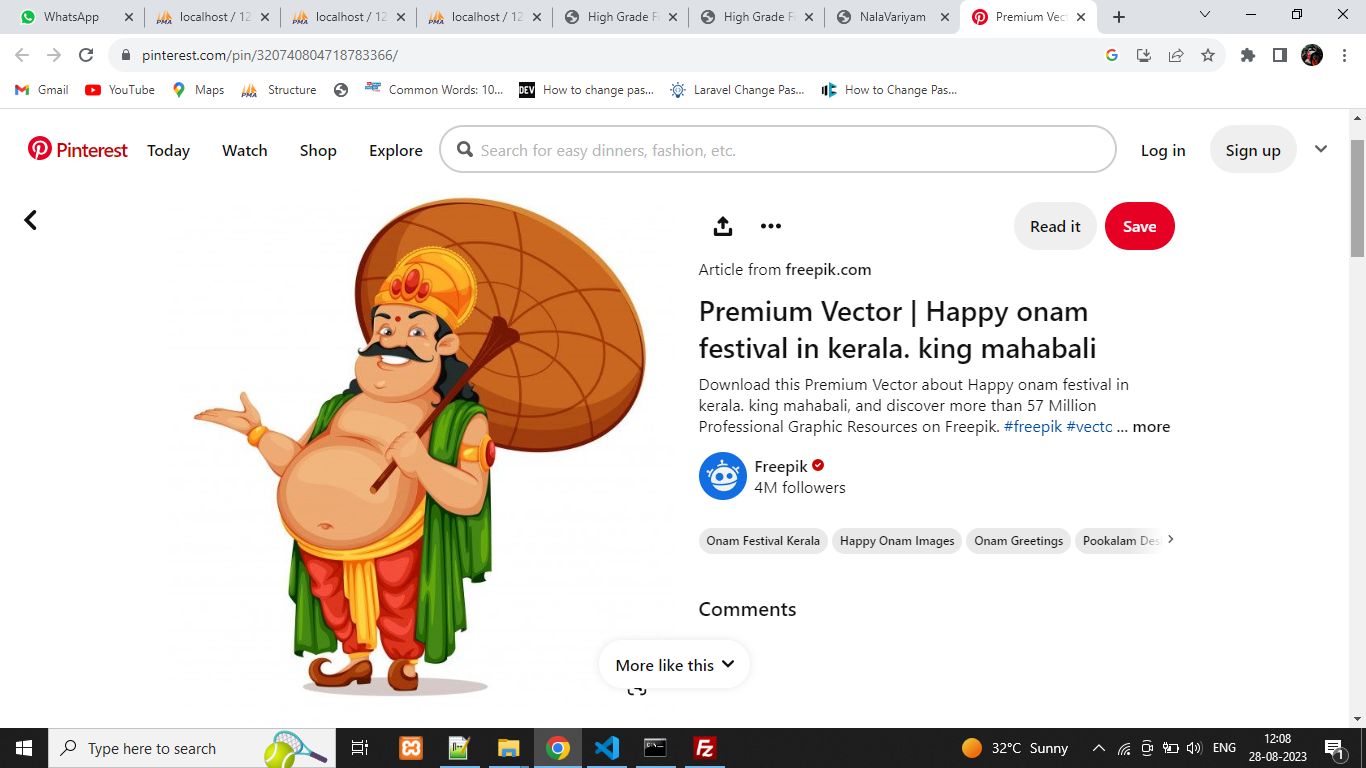 WhatsApp
localhost / 12
localhost / 12
localhost / 12
High Grade F
High Grade F
NalaVariyam
Premium Vect
pinterest.com/pin/320740804718783366/
Gmail
YouTube
Maps
Structure
Common Words: 10...
DEV
How to change pas...
Laravel Change Pas...
How to Change Pas...
Pinterest
Today
Watch
Shop
Explore
Search for easy dinners, fashion, etc.
Log in
Sign up
Read it
Save
Article from freepik.com
Premium Vector | Happy onam
festival in kerala. king mahabali
Download this Premium Vector about Happy onam festival in
kerala. king mahabali, and discover more than 57 Million
Professional Graphic Resources on Freepik. #freepik #vectc ... more
Freepik
4M followers
Onam Festival Kerala
Happy Onam Images
Onam Greetings
Pookalam Des
Comments
More like this
Type here to search
32°C Sunny
ENG
12:08
28-08-2023
1